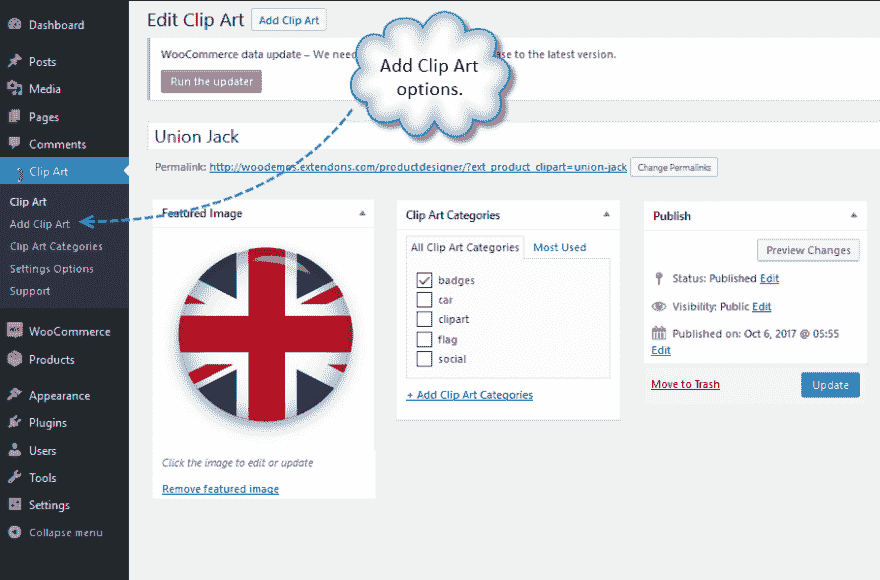 Dashboard
Posts
Media
Pages
Comments
Clip Art
Clip Art
Add Clip Art
Clip Art Categories
Settings Options
Support
WooCommerce
Products
Appearance
Plugins
Users
Tools
Settings
Collapse menu
Edit Clip Art Add Clip Art
WooCommerce data update – We nee ase to the latest version.
Run the updater
Add Clip Art
options.
Union Jack
Permalink: http://woodemos.extendons.com/productdesigner/?ext_product_clipart=union-jack Change Permalinks
Featured Image
Click the image to edit or update
Remove featured image
Clip Art Categories
All Clip Art Categories Most Used
badges
car
clipart
flag
social
+ Add Clip Art Categories
Publish
Preview Changes
Status: Published Edit
Visibility: Public Edit
Published on: Oct 6, 2017 @ 05:55
Edit
Move to Trash Update